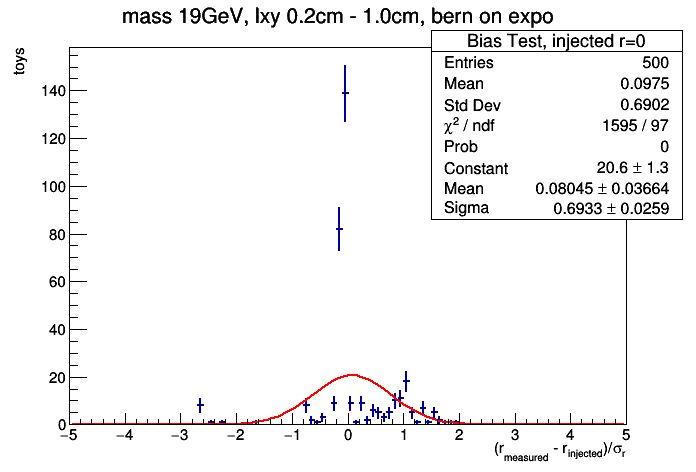 mass 19GeV, lxy 0.2cm - 1.0cm, bern on expo
Bias Test, injected r=0
Entries 500
Mean 0.0975
Std Dev 0.6902
χ² / ndf 1595 / 97
Prob 0
Constant 20.6 ± 1.3
Mean 0.08045 ± 0.03664
Sigma 0.6933 ± 0.0259
toys
140
120
100
80
60
40
20
0
−5 −4 −3 −2 −1 0 1 2 3 4 5
(r_measured - r_injected)/σ_r